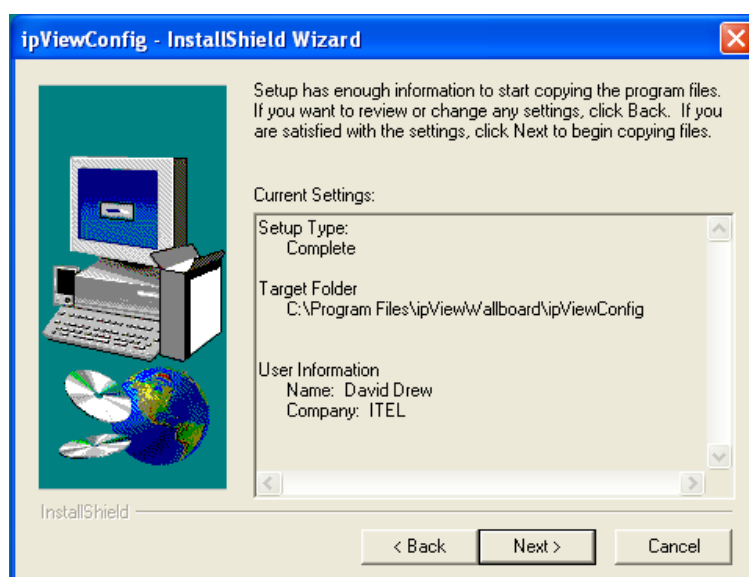 ipViewConfig - InstallShield Wizard
Setup has enough information to start copying the program files.
If you want to review or change any settings, click Back.  If you
are satisfied with the settings, click Next to begin copying files.
Current Settings:
Setup Type:
Complete
Target Folder
C:\Program Files\ipViewWallboard\ipViewConfig
User Information
Name:  David Drew
Company:  ITEL
InstallShield
< Back
Next >
Cancel